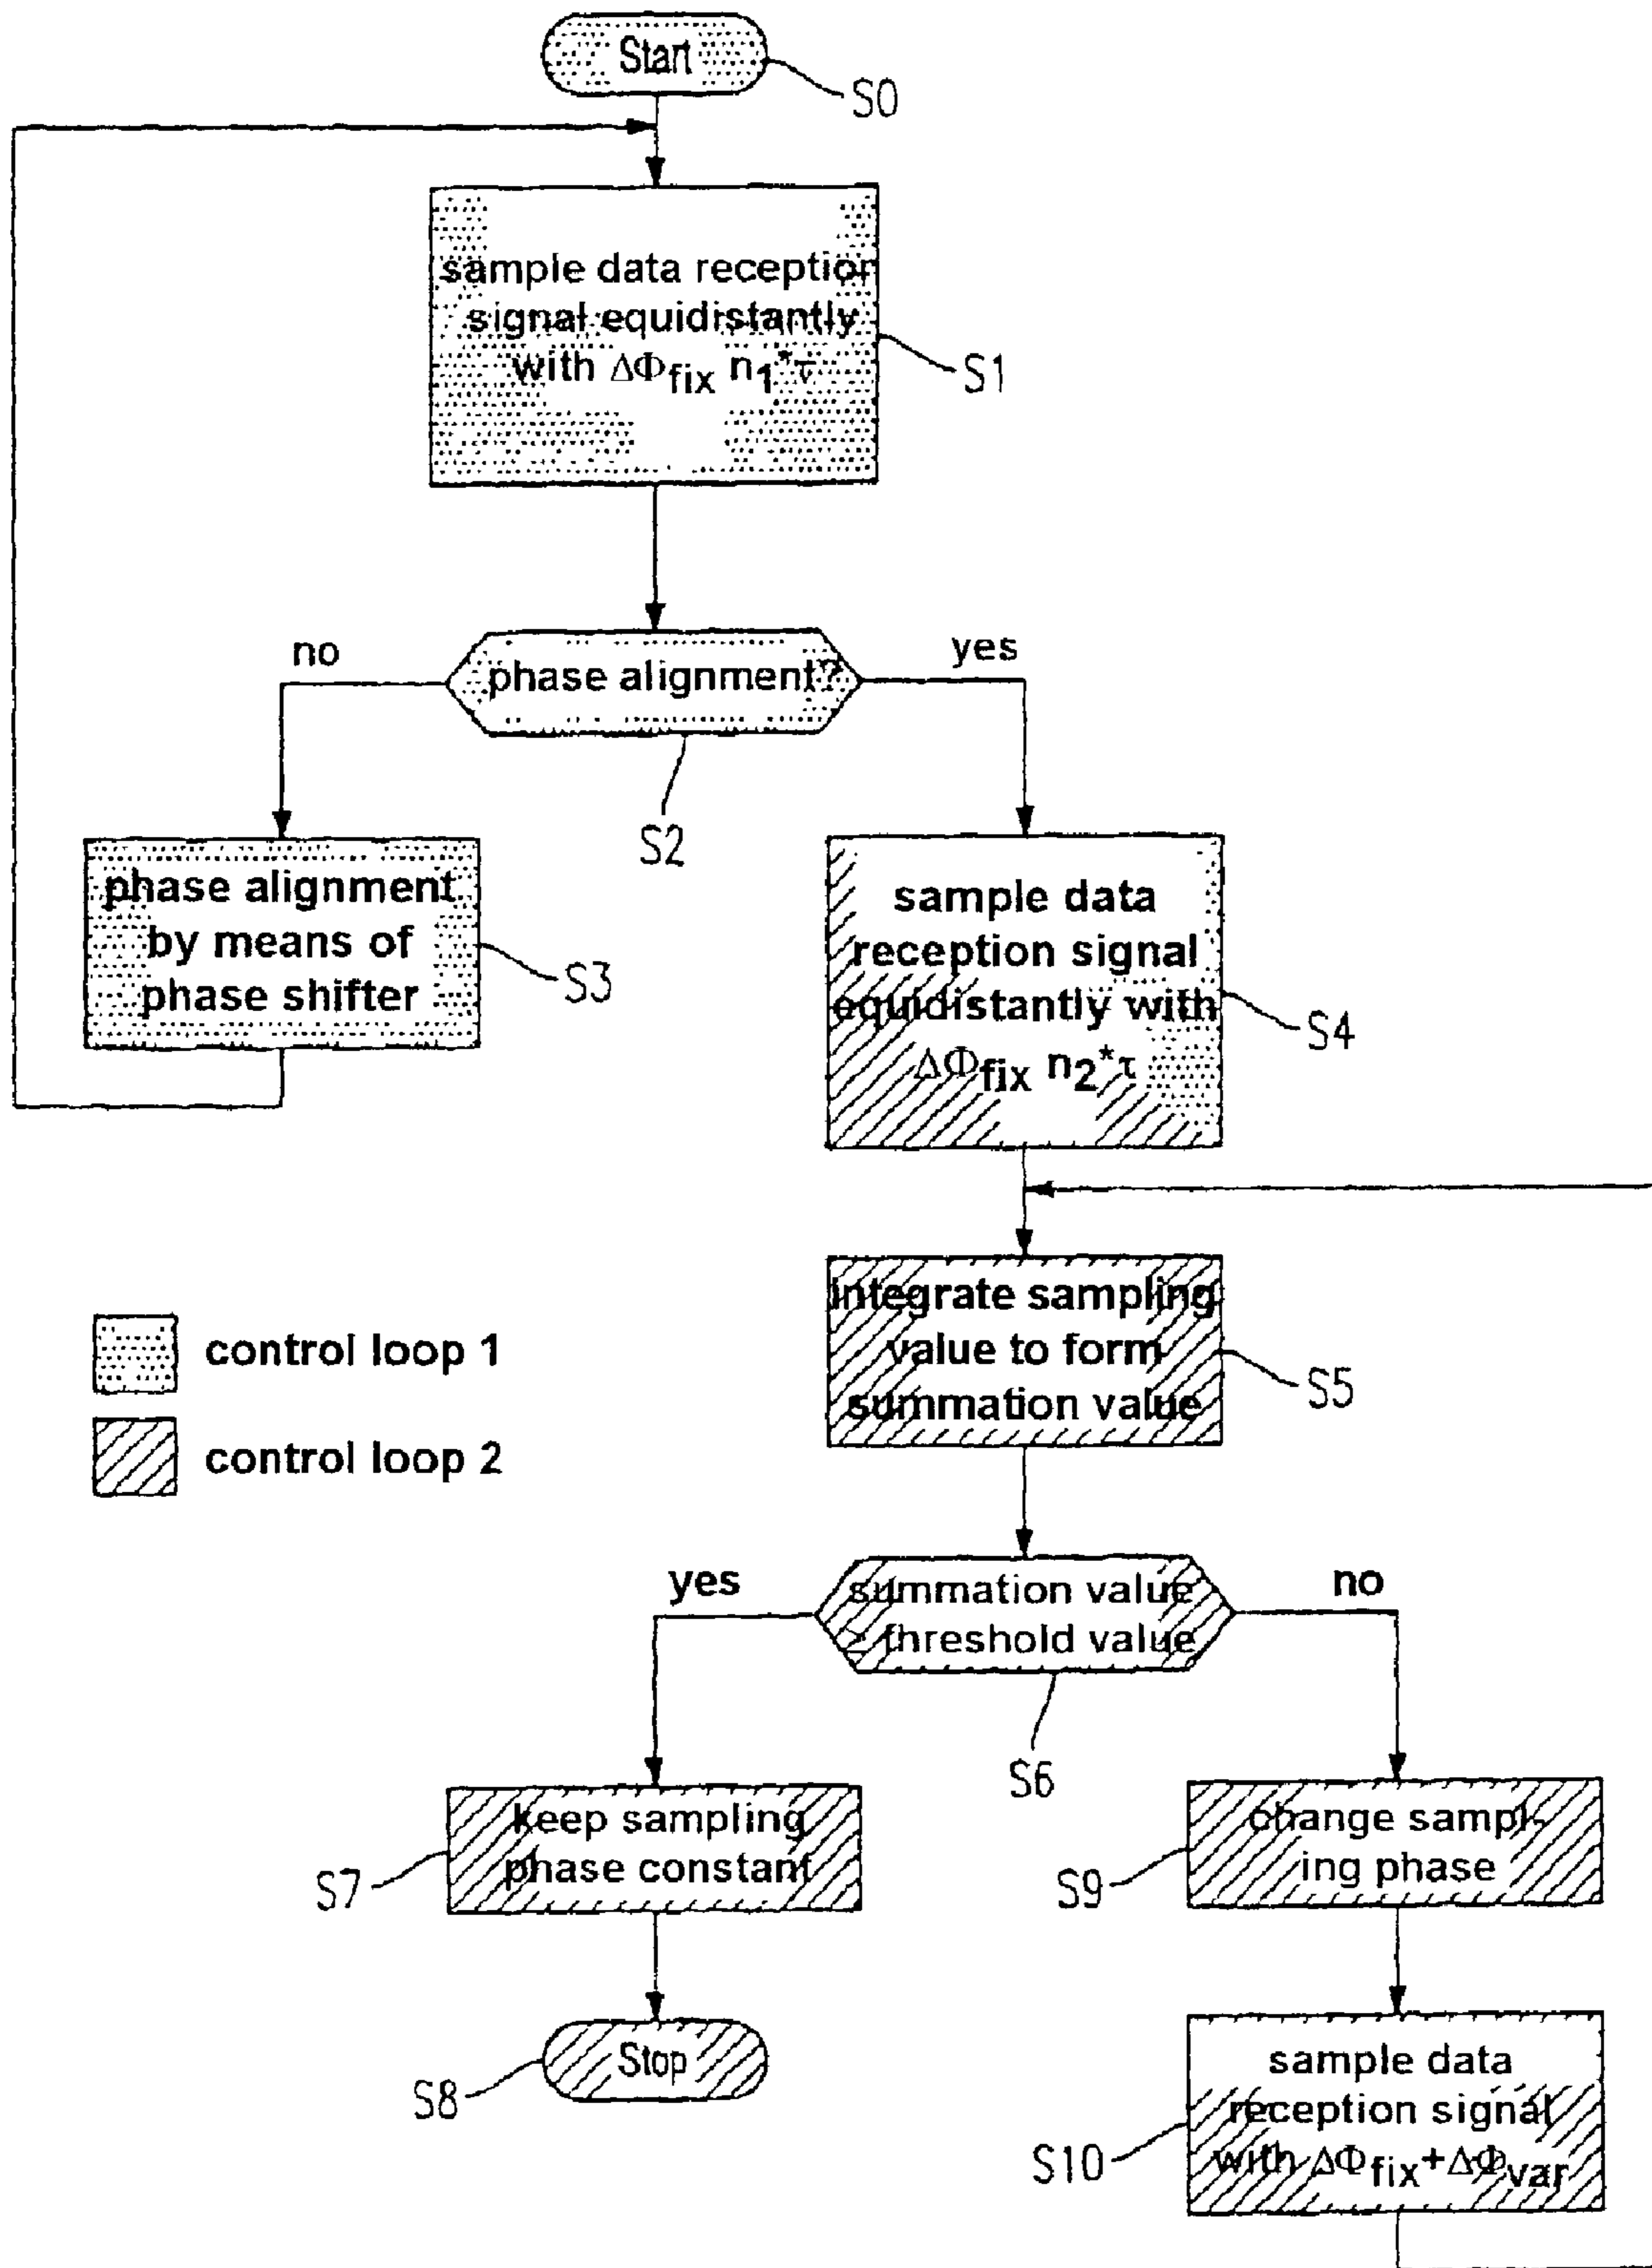 Start
S0
sample data reception
signal equidistantly
with ΔΦfix n1*τ
S1
no
phase alignment?
yes
S2
phase alignment
by means of
phase shifter
S3
sample data
reception signal
equidistantly with
ΔΦfix n2*τ
S4
integrate sampling
value to form
summation value
S5
control loop 1
control loop 2
yes
summation value
≥ threshold value
no
S6
keep sampling
phase constant
S7
change sampl-
ing phase
S9
Stop
S8
sample data
reception signal
with ΔΦfix+ΔΦvar
S10